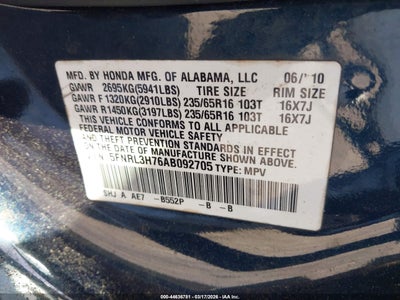 MFD. BY HONDA MFG. OF ALABAMA, LLC 06/'10
GVWR 2695KG(5941LBS) TIRE SIZE RIM SIZE
GAWR F 1320KG(2910LBS) 235/65R16 103T 16X7J
GAWR R 1450KG(3197LBS) 235/65R16 103T 16X7J
THIS VEHICLE CONFORMS TO ALL APPLICABLE
FEDERAL MOTOR VEHICLE SAFETY AND
THEFT PREVENTION STANDARDS IN EFFECT ON
THE DATE OF MANUFACTURE SHOWN ABOVE.
V.I.N. 5FNRL3H76AB092705 TYPE: MPV
SHJ A AE7 -B552P -B -B
000-44636781 - 03/17/2026 - IAA Inc.